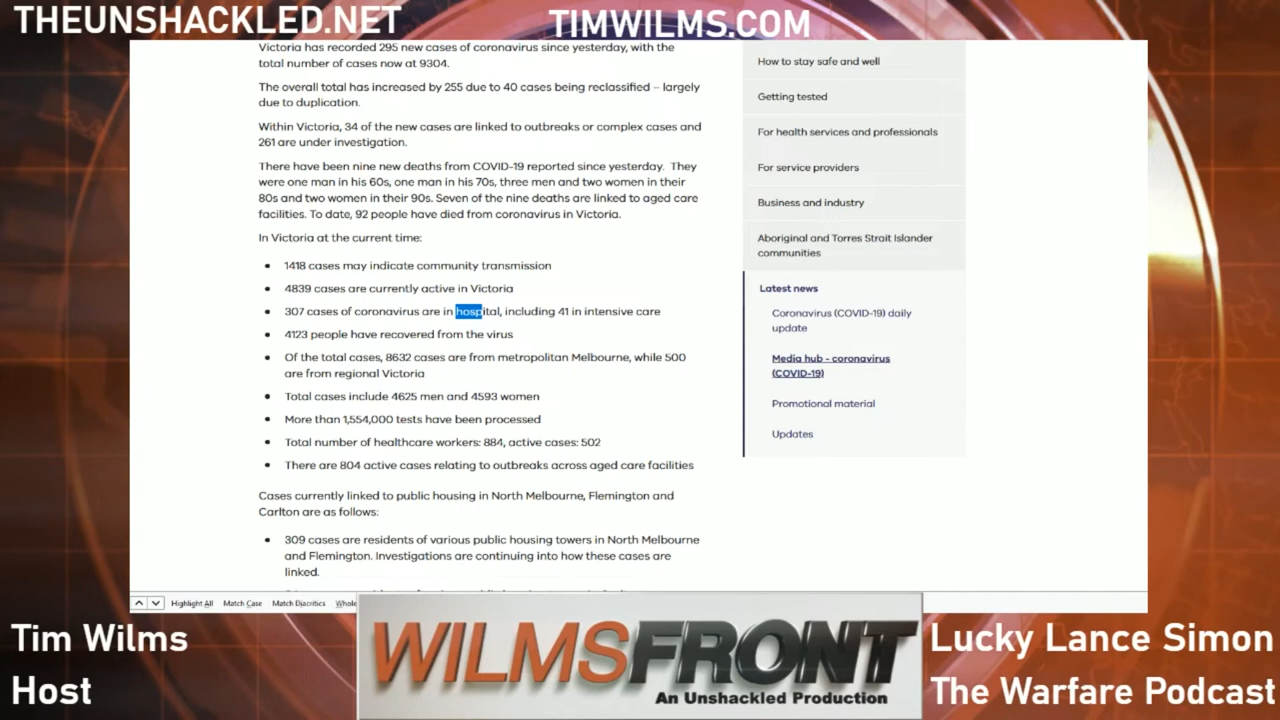 THEUNSHACKLED.NET
TIMWILMS.COM
Victoria has recorded 295 new cases of coronavirus since yesterday, with the
total number of cases now at 9304.
The overall total has increased by 255 due to 40 cases being reclassified – largely
due to duplication.
Within Victoria, 34 of the new cases are linked to outbreaks or complex cases and
261 are under investigation.
There have been nine new deaths from COVID-19 reported since yesterday. They
were one man in his 60s, one man in his 70s, three men and two women in their
80s and two women in their 90s. Seven of the nine deaths are linked to aged care
facilities. To date, 92 people have died from coronavirus in Victoria.
In Victoria at the current time:
• 1418 cases may indicate community transmission
• 4839 cases are currently active in Victoria
• 307 cases of coronavirus are in hospital, including 41 in intensive care
• 4123 people have recovered from the virus
• Of the total cases, 8632 cases are from metropolitan Melbourne, while 500
are from regional Victoria
• Total cases include 4625 men and 4593 women
• More than 1,554,000 tests have been processed
• Total number of healthcare workers: 884, active cases: 502
• There are 804 active cases relating to outbreaks across aged care facilities
Cases currently linked to public housing in North Melbourne, Flemington and
Carlton are as follows:
• 309 cases are residents of various public housing towers in North Melbourne
and Flemington. Investigations are continuing into how these cases are
linked.
How to stay safe and well
Getting tested
For health services and professionals
For service providers
Business and industry
Aboriginal and Torres Strait Islander
communities
Latest news
Coronavirus (COVID-19) daily
update
Media hub - coronavirus
(COVID-19)
Promotional material
Updates
Highlight All Match Case Match Diacritics Whole
Tim Wilms
Host
WILMSFRONT
An Unshackled Production
Lucky Lance Simon
The Warfare Podcast